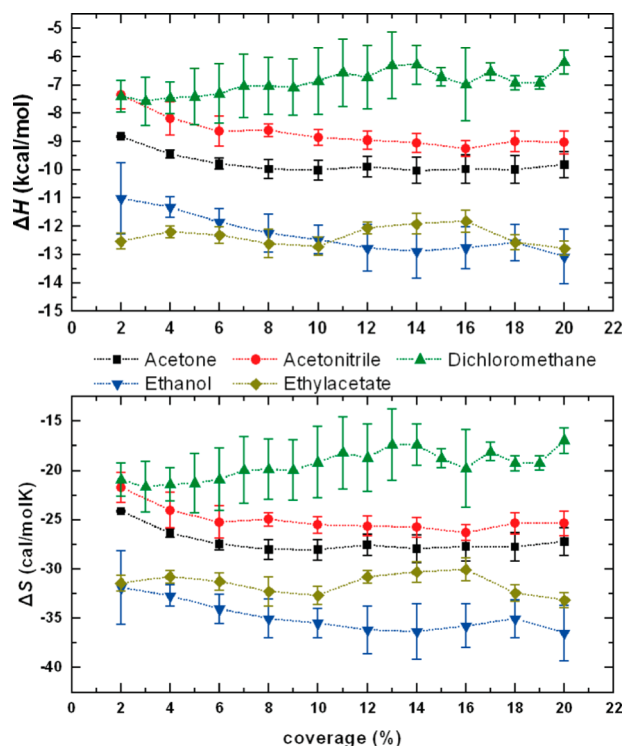 -5
-6
-7
-8
-9
-10
-11
-12
-13
-14
-15
ΔH (kcal/mol)
0 2 4 6 8 10 12 14 16 18 20 22
Acetone Acetonitrile Dichloromethane
Ethanol Ethylacetate
-15
-20
-25
-30
-35
-40
ΔS (cal/molK)
0 2 4 6 8 10 12 14 16 18 20 22
coverage (%)